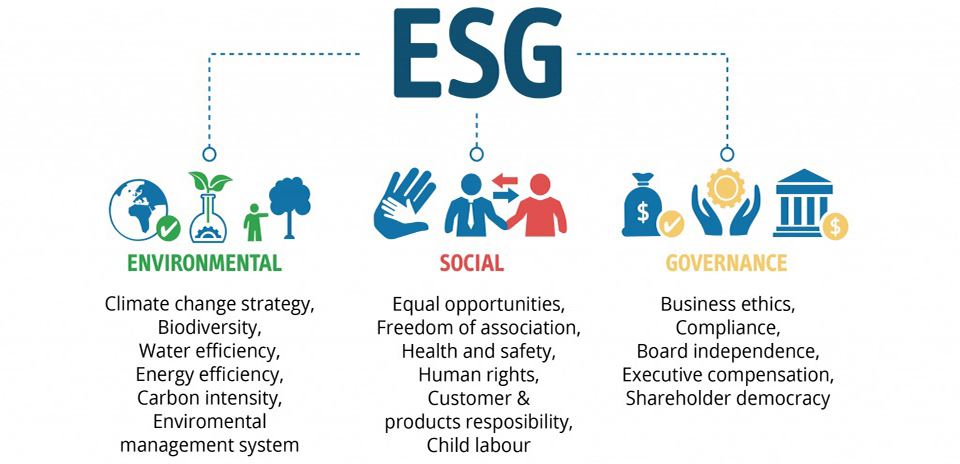 ESG
ENVIRONMENTAL
Climate change strategy,
Biodiversity,
Water efficiency,
Energy efficiency,
Carbon intensity,
Enviromental
management system
SOCIAL
Equal opportunities,
Freedom of association,
Health and safety,
Human rights,
Customer &
products resposibility,
Child labour
$
$
GOVERNANCE
Business ethics,
Compliance,
Board independence,
Executive compensation,
Shareholder democracy